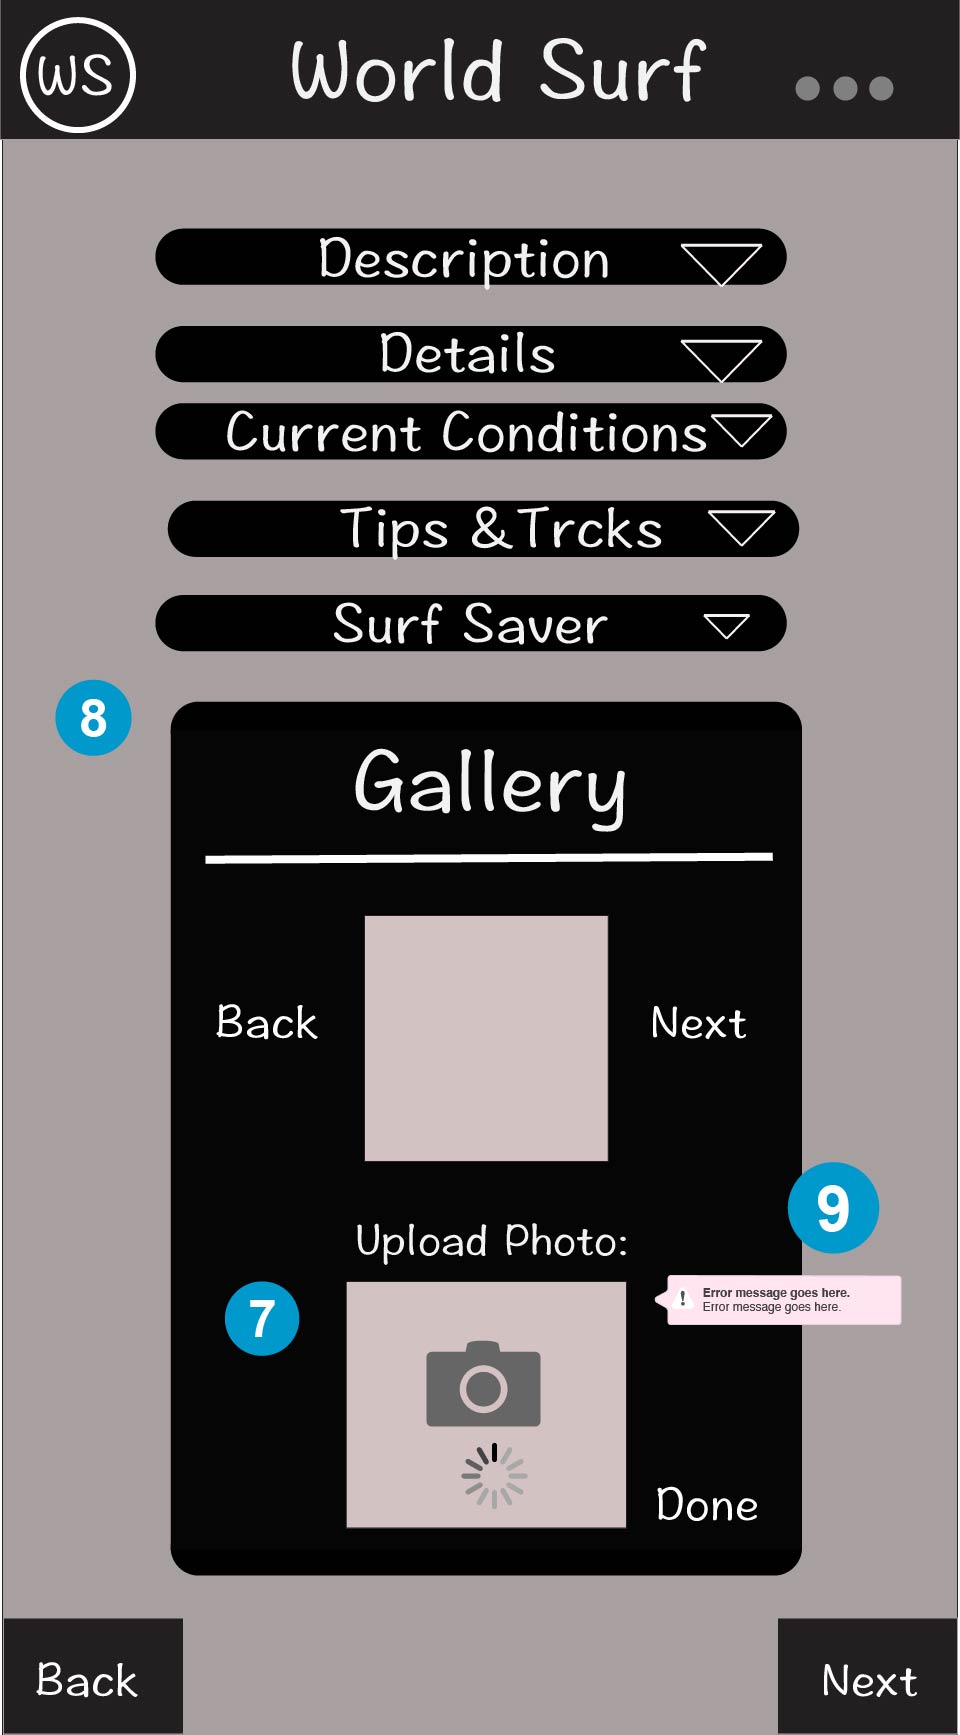 WS
World Surf
Description
Details
Current Conditions
Tips &Trcks
Surf Saver
8
Gallery
Back
Next
9
Upload Photo:
7
Error message goes here.
Error message goes here.
Done
Back
Next